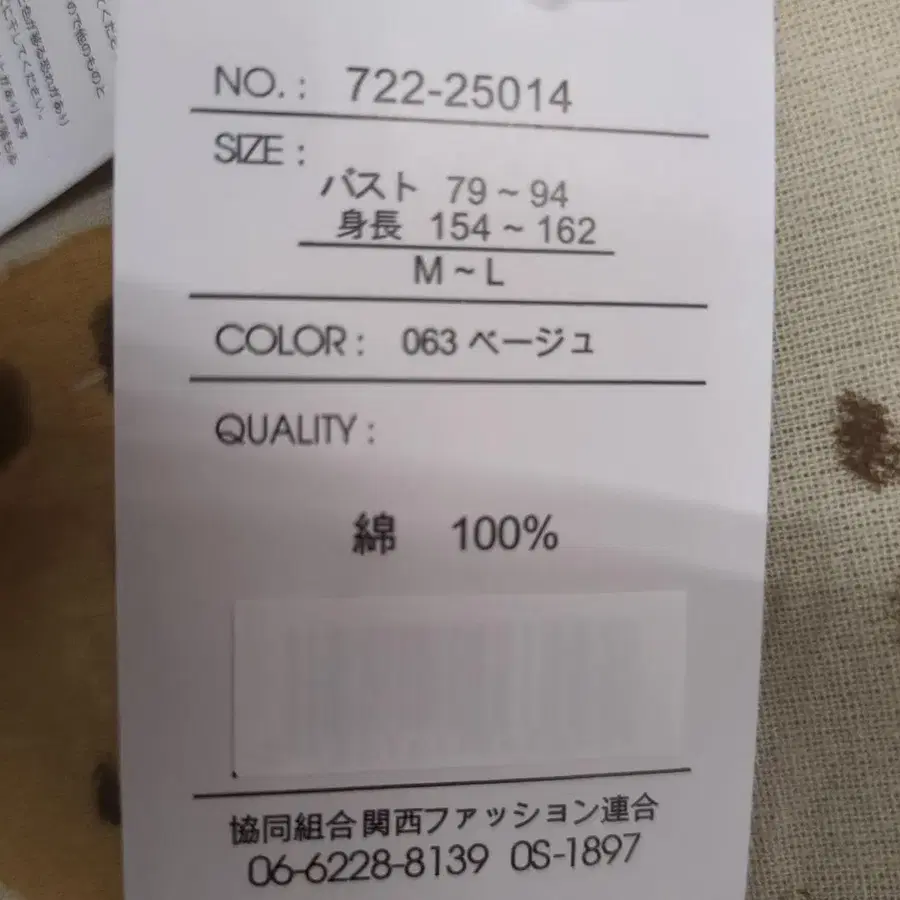 NO.: 722-25014
SIZE:
バスト 79~94
身長 154~162
M~L
COLOR: 063 ベージュ
QUALITY:
綿 100%
協同組合関西ファッション連合
06-6228-8139 OS-1897